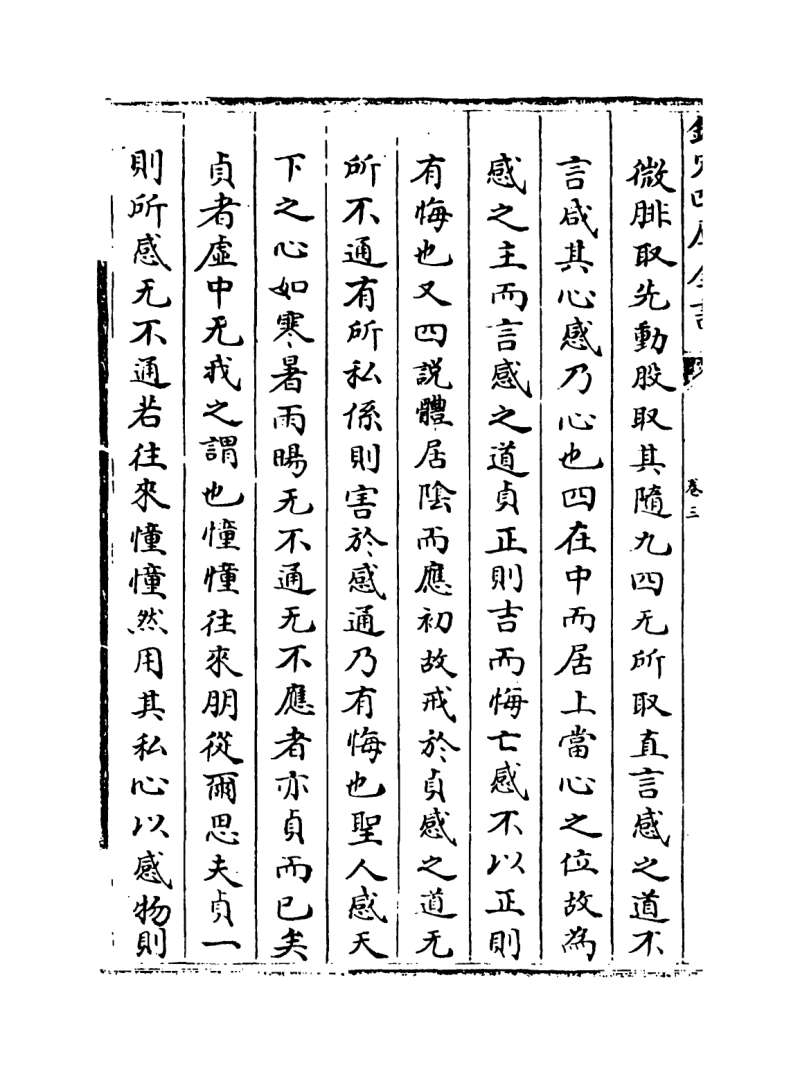 欽定四庫全書
卷三
微腓取先動股取其隨九四无所取直言感之道不
言咸其心感乃心也四在中而居上當心之位故為
感之主而言感之道貞正則吉而悔亡感不以正則
有悔也又四説體居陰而應初故戒於貞感之道无
所不通有所私係則害於感通乃有悔也聖人感天
下之心如寒暑雨暘无不通无不應者亦貞而已矣
貞者虛中无我之謂也憧憧往來朋從爾思夫貞一
則所感无不通若往來憧憧然用其私心以感物則